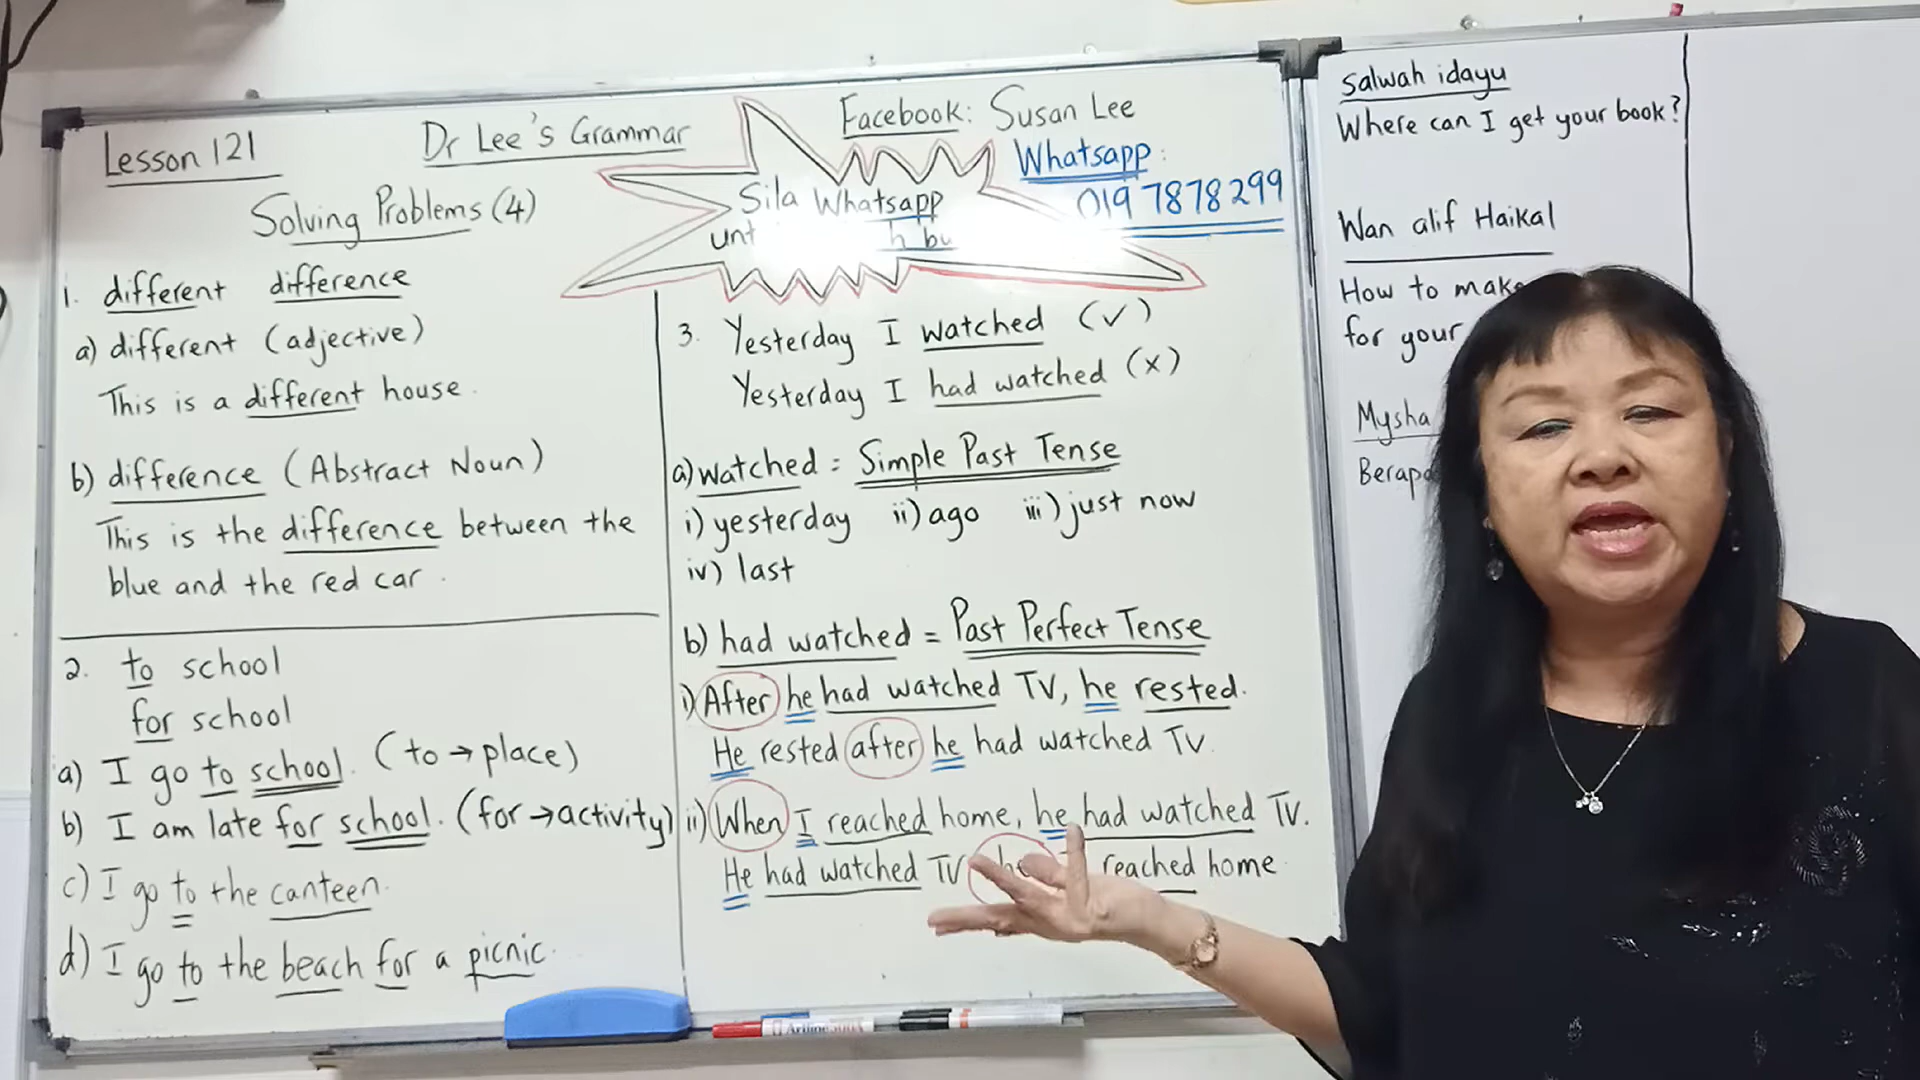 Lesson 121
Dr Lee's Grammar
Facebook: Susan Lee
Whatsapp:
019 7878299
Sila Whatsapp
Solving Problems (4)
1. different difference
a) different (adjective)
This is a different house.
b) difference (Abstract Noun)
This is the difference between the
blue and the red car.
2. to school
for school
a) I go to school. (to → place)
b) I am late for school. (for → activity)
c) I go to the canteen.
d) I go to the beach for a picnic.
3. Yesterday I watched (✓)
Yesterday I had watched (x)
a) watched = Simple Past Tense
i) yesterday ii) ago iii) just now
iv) last
b) had watched = Past Perfect Tense
i) After he had watched TV, he rested.
He rested after he had watched TV.
ii) When I reached home, he had watched TV.
He had watched TV reached home
Salwah idayu
Where can I get your book?
Wan alif Haikal
How to make
for your
Mysha
Artline